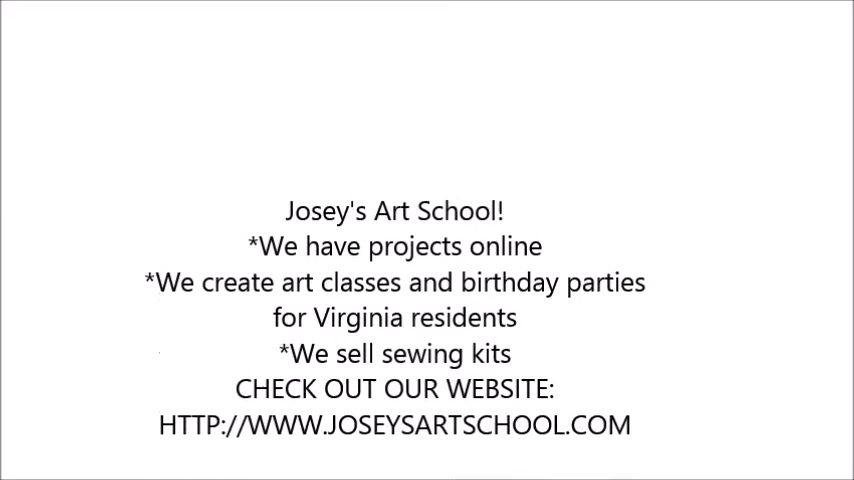 Josey's Art School!
*We have projects online
*We create art classes and birthday parties
for Virginia residents
*We sell sewing kits
CHECK OUT OUR WEBSITE:
HTTP://WWW.JOSEYSARTSCHOOL.COM